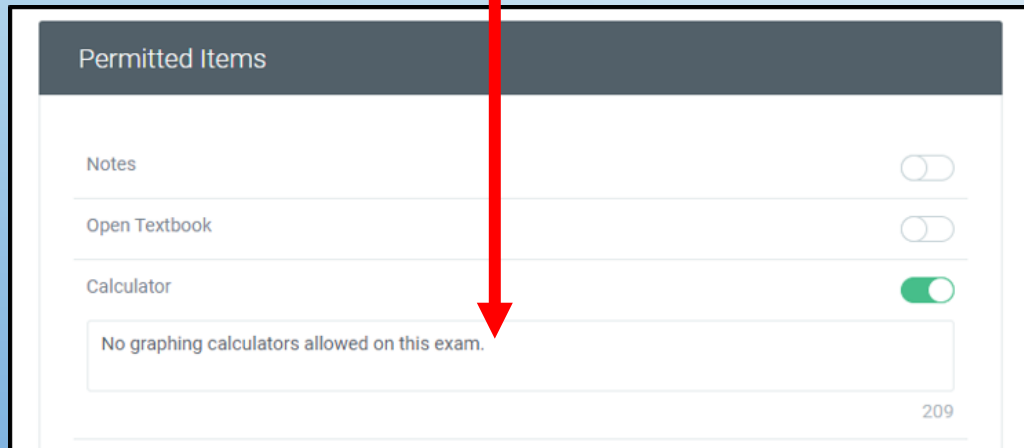 Permitted Items
Notes
Open Textbook
Calculator
No graphing calculators allowed on this exam.
209